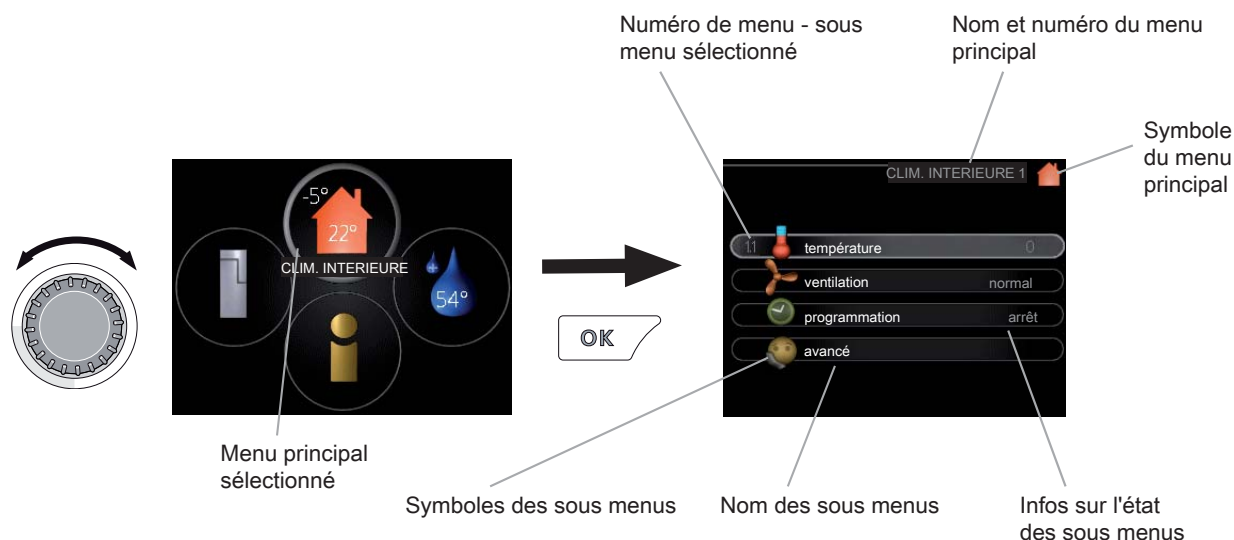 Numéro de menu - sous
menu sélectionné
Nom et numéro du menu
principal
Symbole
du menu
principal
-5°
22°
CLIM. INTERIEURE
54°
OK
CLIM. INTERIEURE 1
1.1 température 0
ventilation normal
programmation arrêt
avancé
Menu principal
sélectionné
Symboles des sous menus
Nom des sous menus
Infos sur l'état
des sous menus